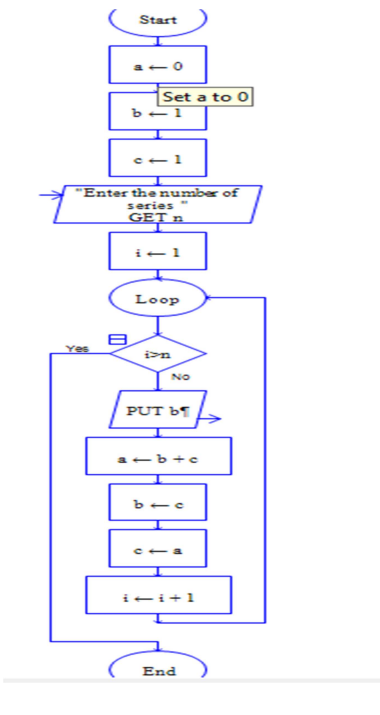 Start
a ← 0
Set a to 0
b ← 1
c ← 1
"Enter the number of
series "
GET n
i ← 1
Loop
Yes
i>n
No
PUT b¶
a ← b + c
b ← c
c ← a
i ← i + 1
End